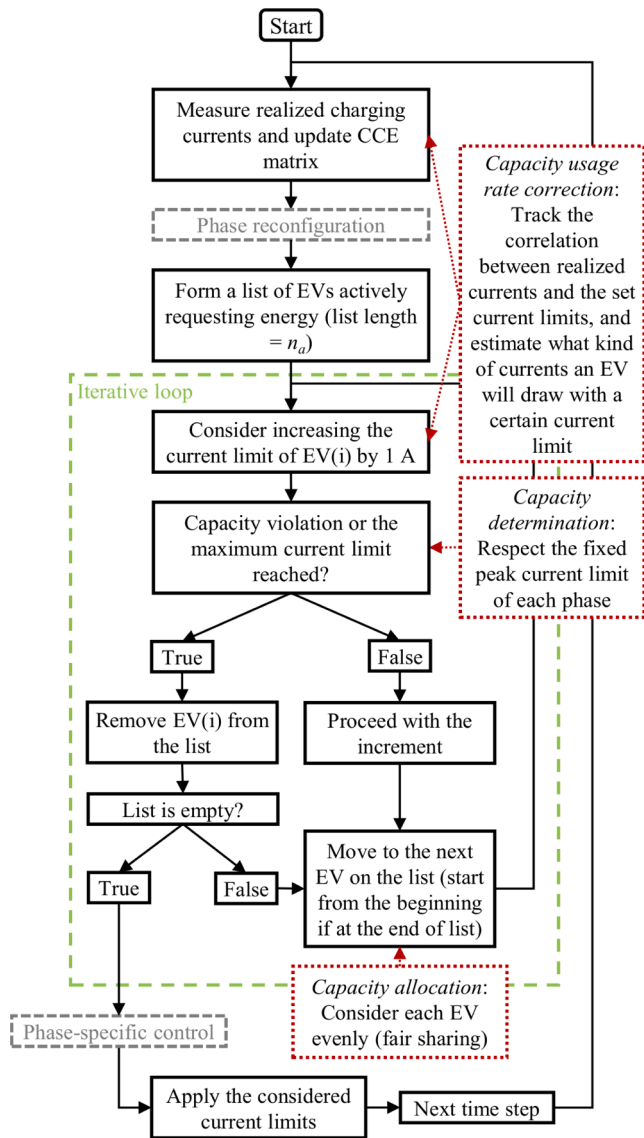 Start
Measure realized charging
currents and update CCE
matrix
Capacity usage
rate correction:
Track the
correlation
between realized
currents and the set
current limits, and
estimate what kind
of currents an EV
will draw with a
certain current
limit
Phase reconfiguration
Form a list of EVs actively
requesting energy (list length
= nₐ)
Iterative loop
Consider increasing the
current limit of EV(i) by 1 A
Capacity violation or the
maximum current limit
reached?
Capacity
determination:
Respect the fixed
peak current limit
of each phase
True
False
Remove EV(i) from
the list
Proceed with the
increment
List is empty?
True
False
Move to the next
EV on the list (start
from the beginning
if at the end of list)
Capacity allocation:
Consider each EV
evenly (fair sharing)
Phase-specific control
Apply the considered
current limits
Next time step